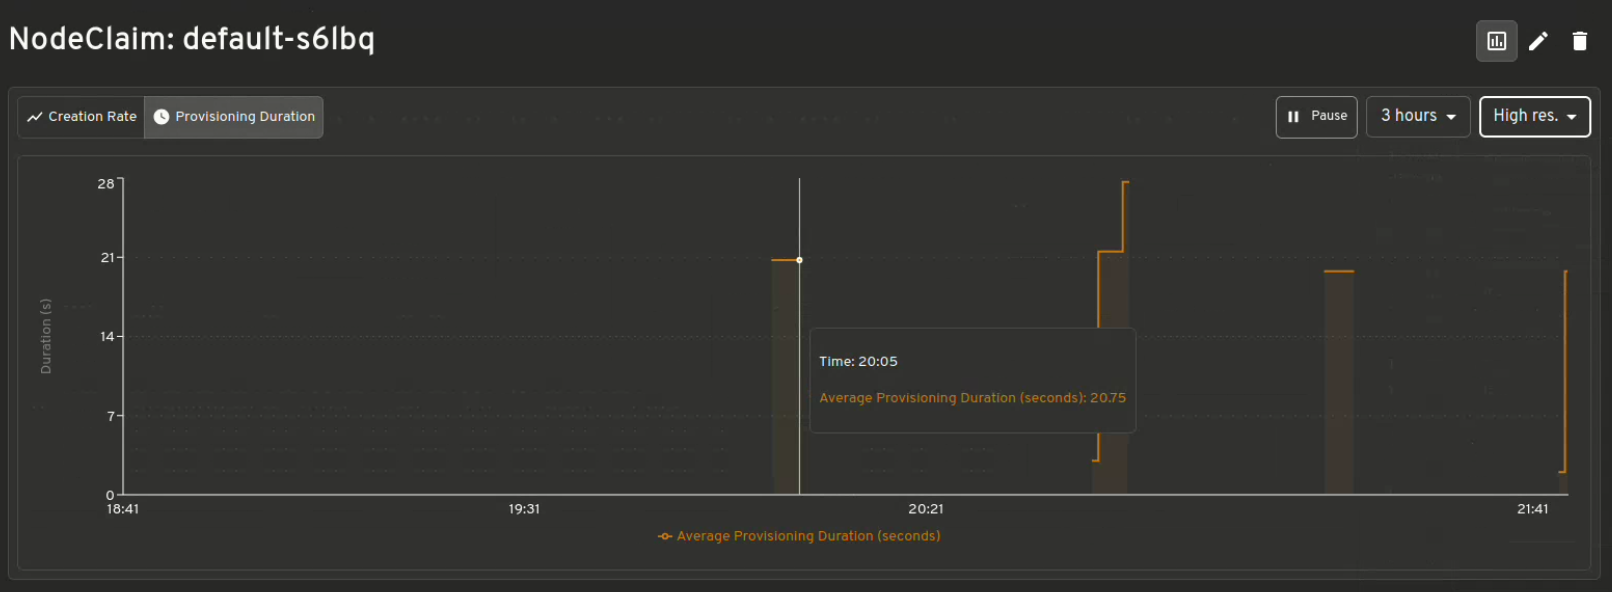 NodeClaim: default-s6lbq
Creation Rate
Provisioning Duration
Pause
3 hours
High res.
28
21
14
7
0
Duration (s)
Time: 20:05
Average Provisioning Duration (seconds): 20.75
18:41
19:31
20:21
21:41
Average Provisioning Duration (seconds)